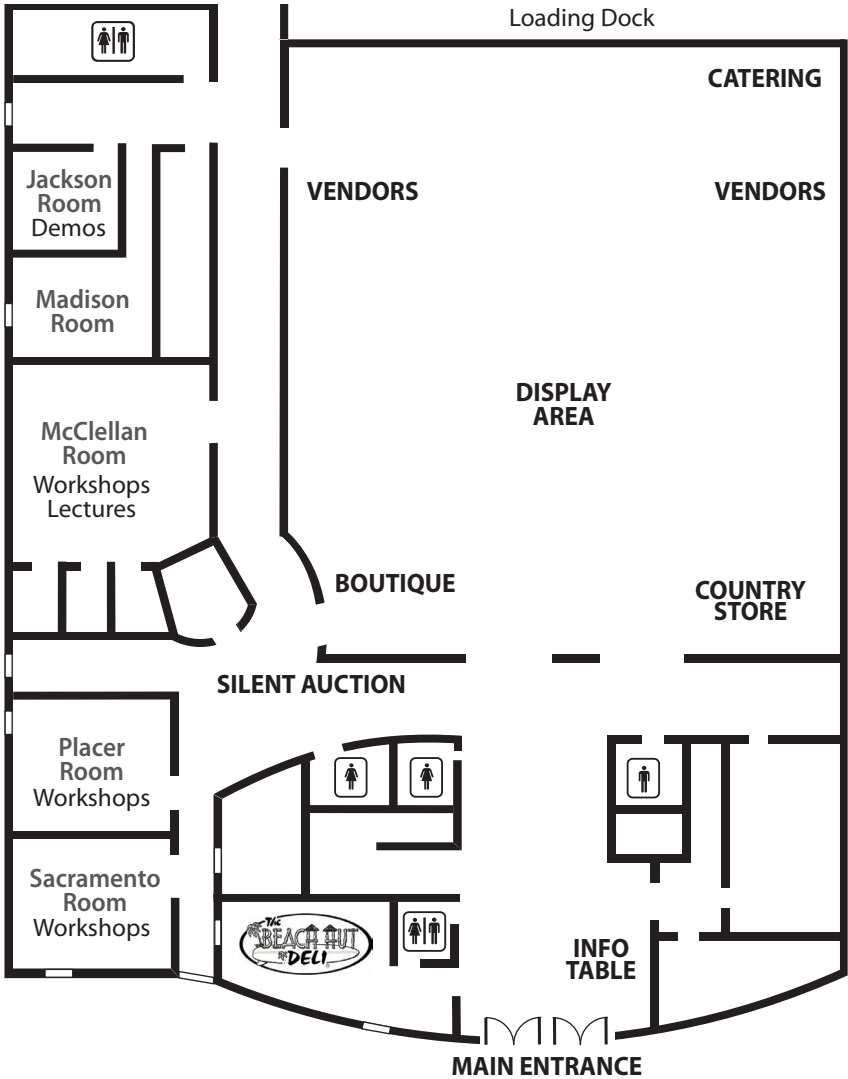 Loading Dock
CATERING
VENDORS
VENDORS
Jackson
Room
Demos
Madison
Room
DISPLAY
AREA
McClellan
Room
Workshops
Lectures
BOUTIQUE
COUNTRY
STORE
SILENT AUCTION
Placer
Room
Workshops
Sacramento
Room
Workshops
The
BEACH HUT
DELI
INFO
TABLE
MAIN ENTRANCE